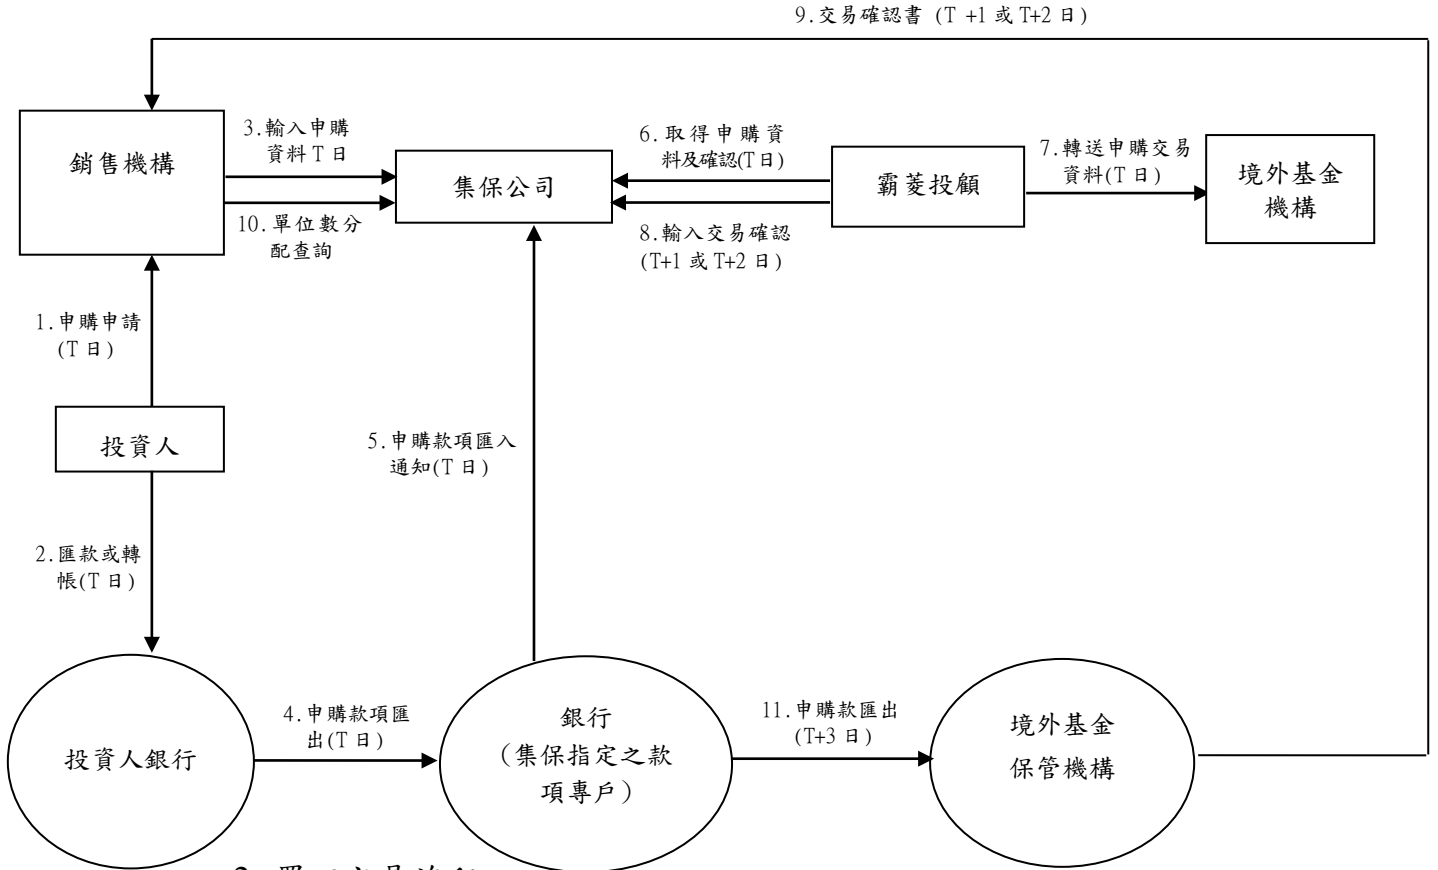 9.交易確認書 (T +1 或 T+2 日)
銷售機構
3.輸入申購
資料 T 日
集保公司
6.取得申購資
料及確認(T 日)
霸菱投顧
7.轉送申購交易
資料(T 日)
境外基金
機構
10.單位數分
配查詢
8.輸入交易確認
(T+1 或 T+2 日)
1.申購申請
(T 日)
投資人
5.申購款項匯入
通知(T 日)
2.匯款或轉
帳(T 日)
投資人銀行
4.申購款項匯
出(T 日)
銀行
（集保指定之款
項專戶）
11.申購款匯出
(T+3 日)
境外基金
保管機構